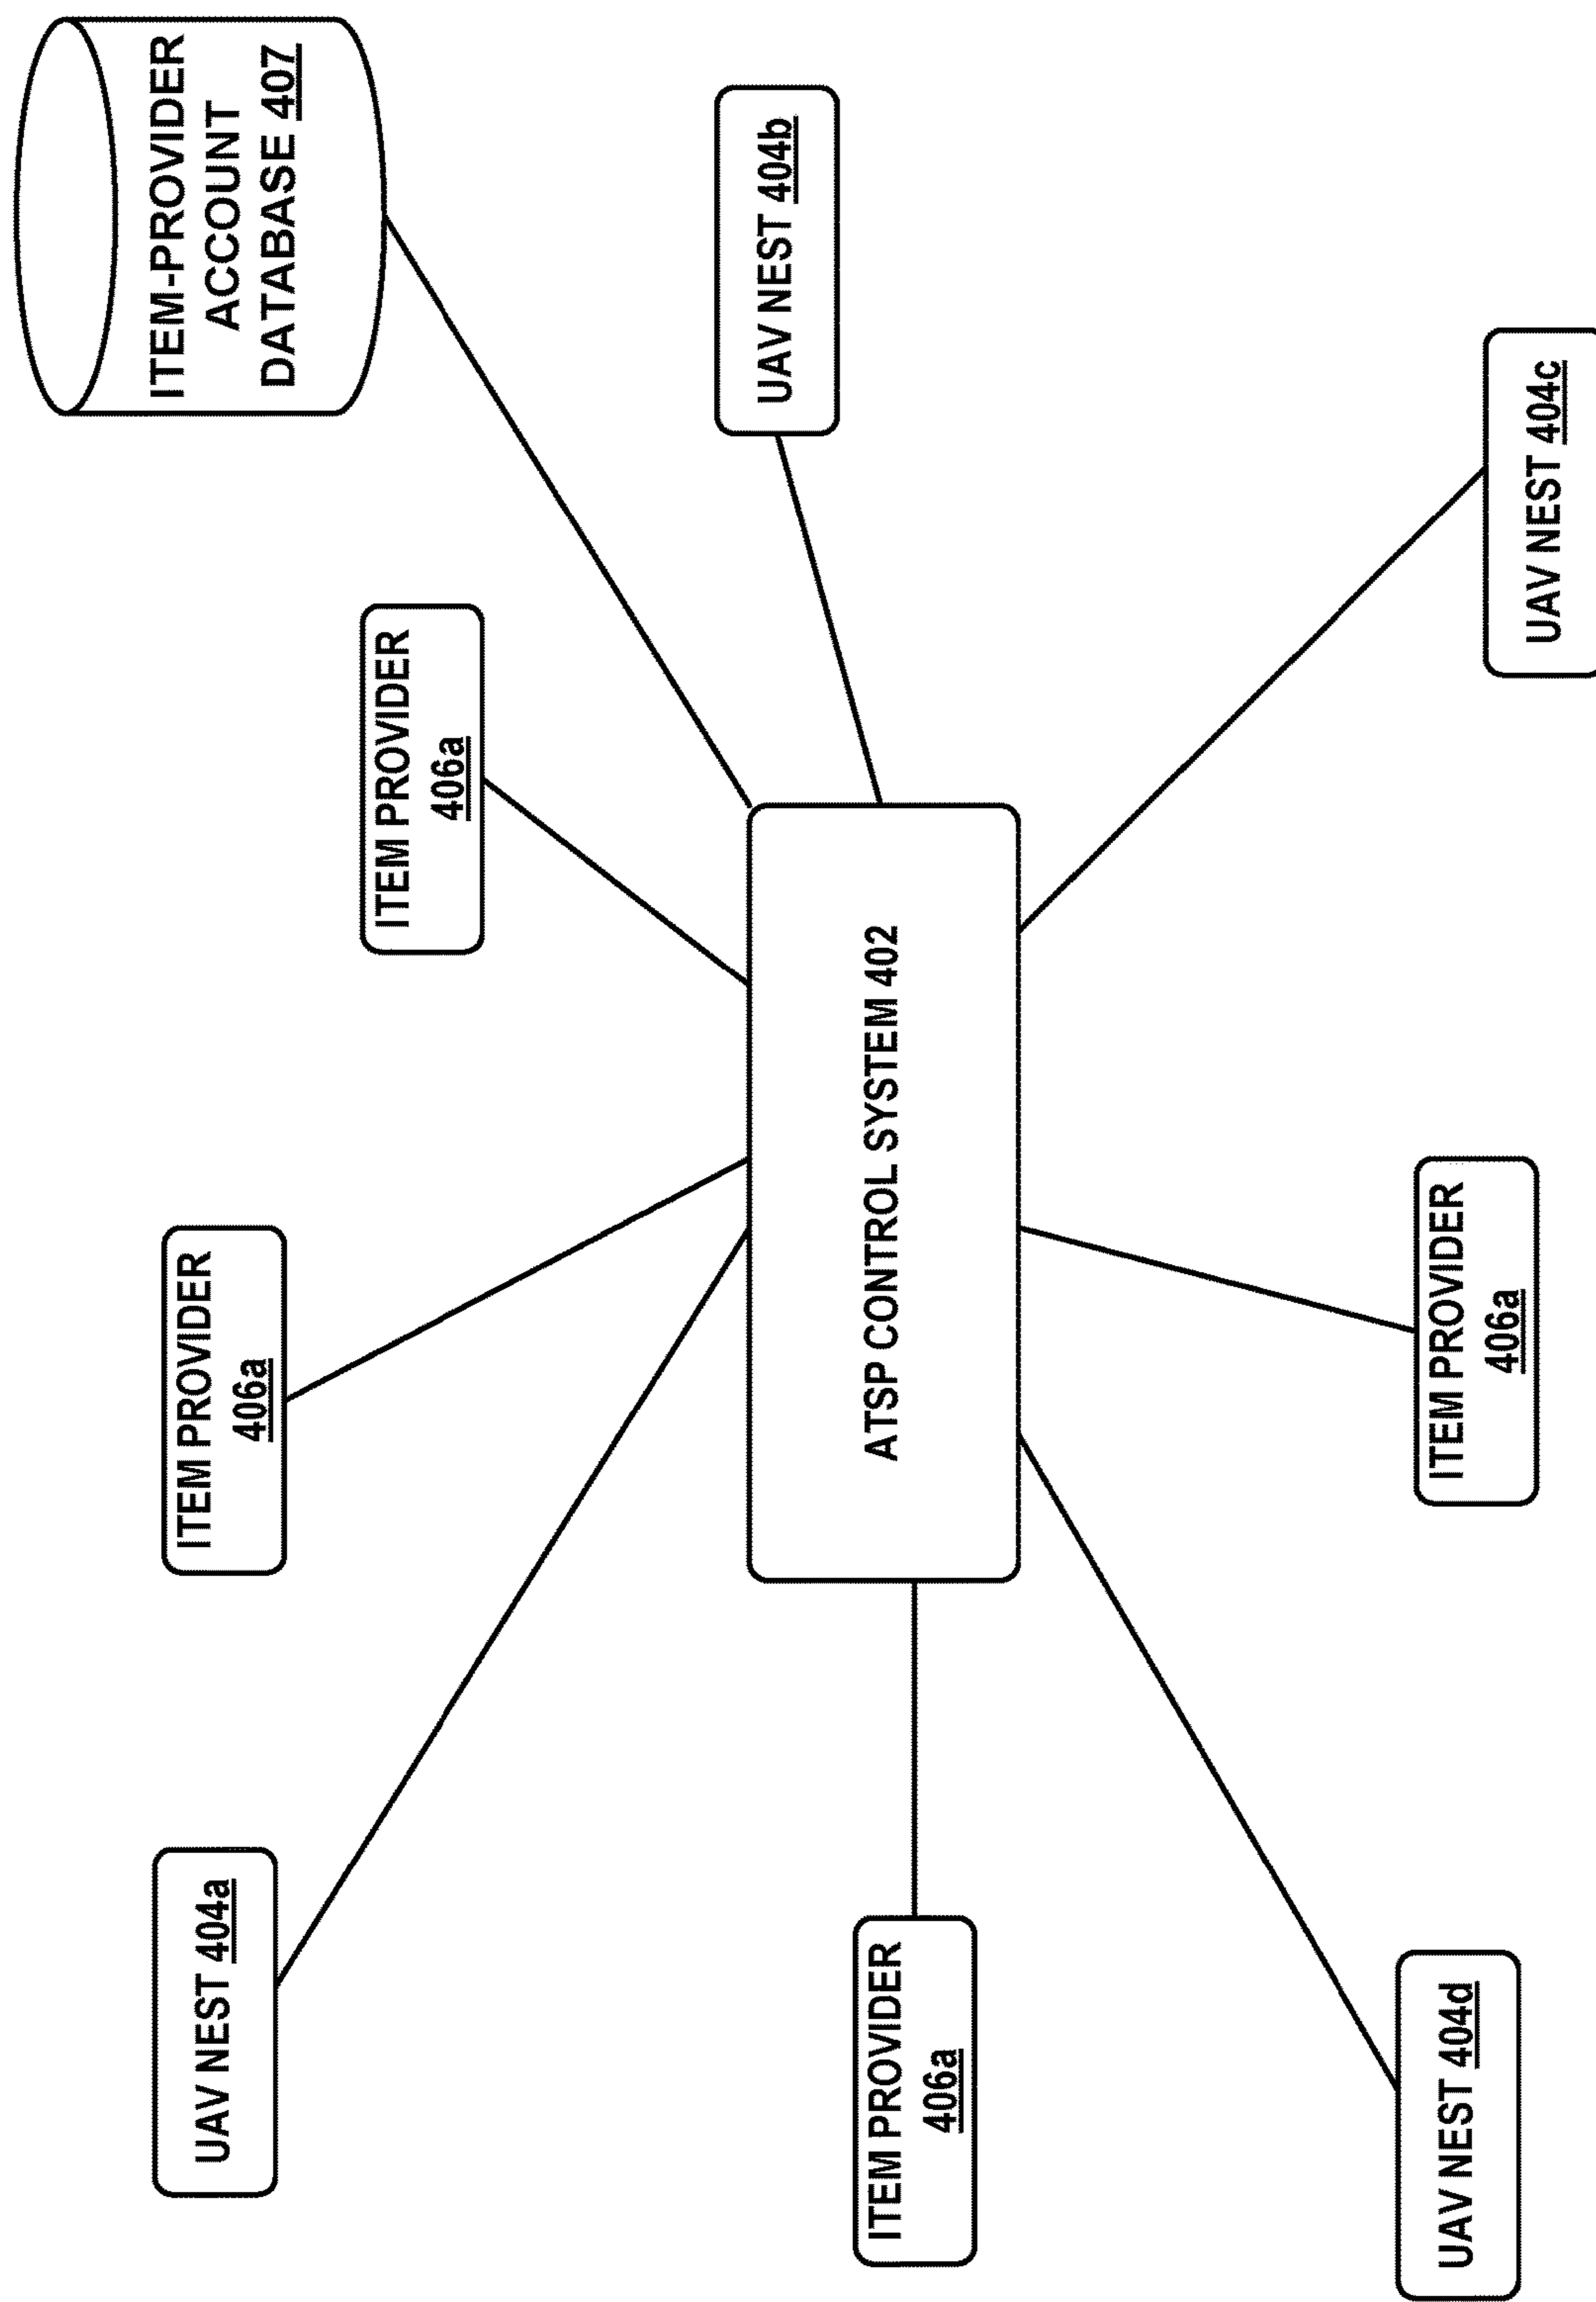 UAV NEST 404a
ITEM PROVIDER
406a
ITEM-PROVIDER
ACCOUNT
DATABASE 407
ITEM PROVIDER
406a
UAV NEST 404b
ATSP CONTROL SYSTEM 402
ITEM PROVIDER
406a
UAV NEST 404d
ITEM PROVIDER
406a
UAV NEST 404c